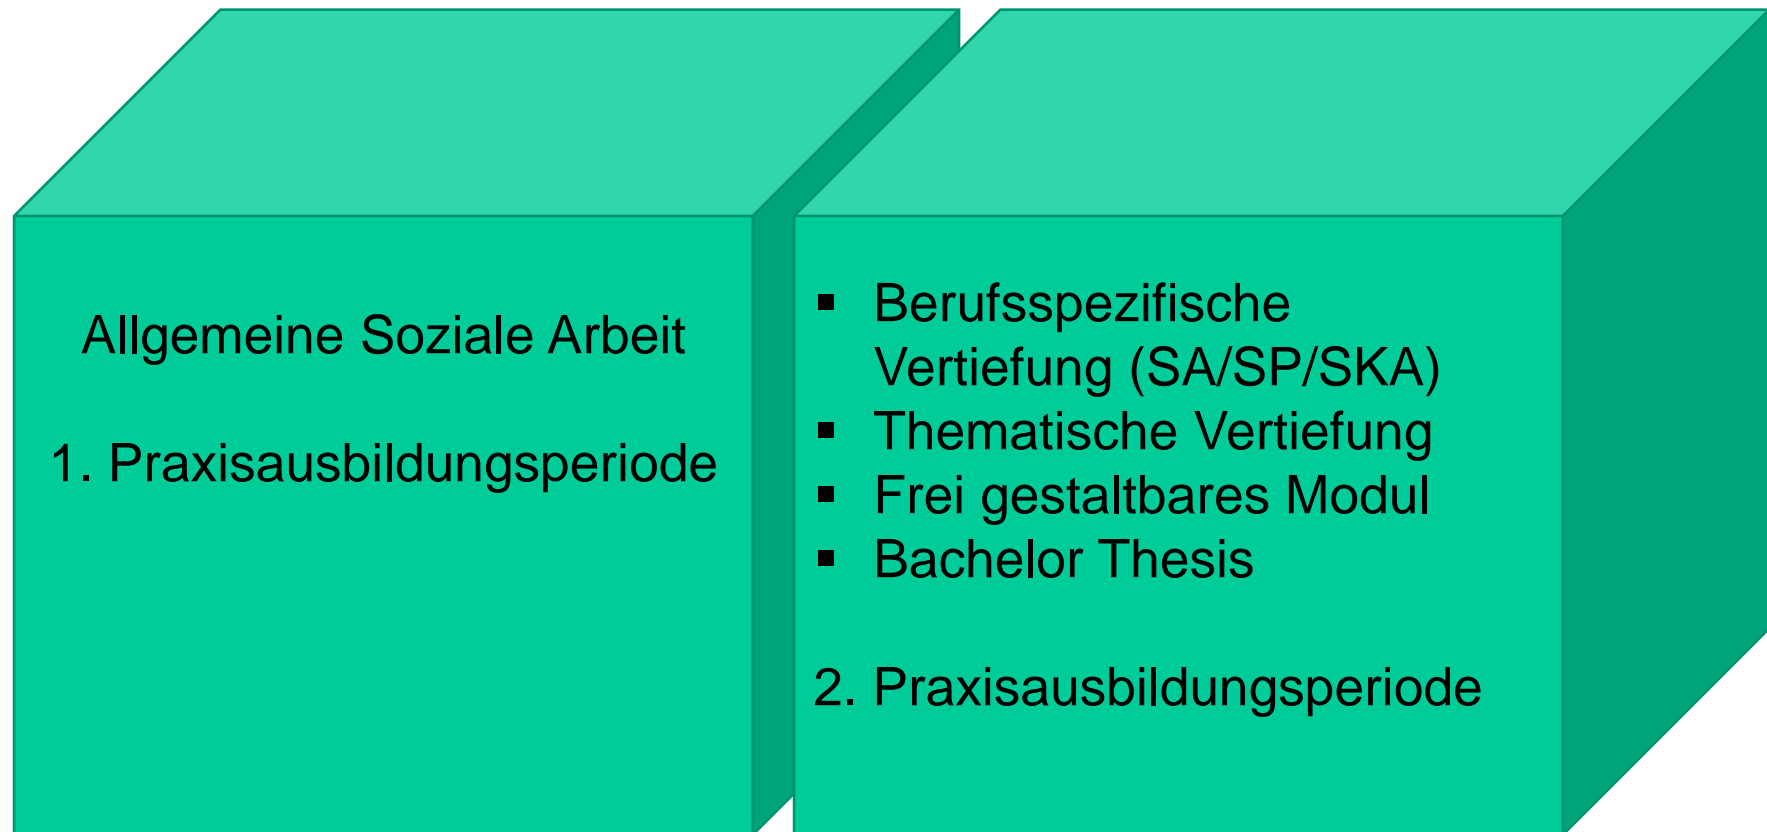 Allgemeine Soziale Arbeit
1. Praxisausbildungsperiode
▪ Berufsspezifische
Vertiefung (SA/SP/SKA)
▪ Thematische Vertiefung
▪ Frei gestaltbares Modul
▪ Bachelor Thesis
2. Praxisausbildungsperiode